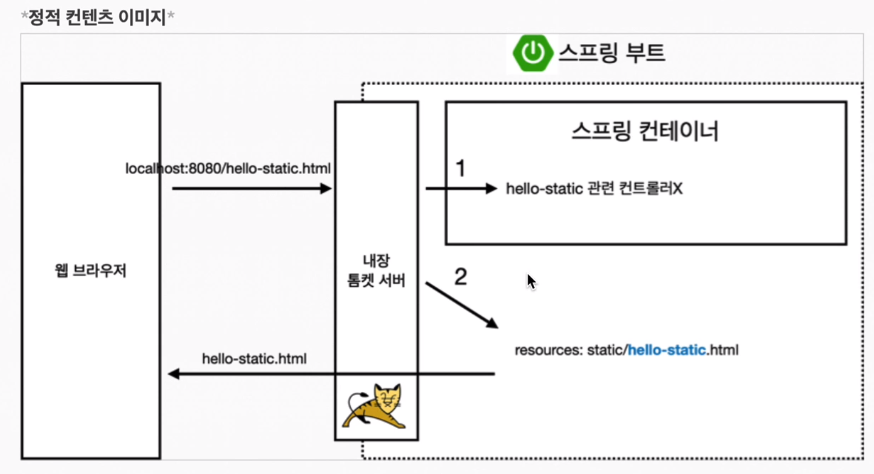 *정적 컨텐츠 이미지*
스프링 부트
스프링 컨테이너
localhost:8080/hello-static.html
1
hello-static 관련 컨트롤러X
웹 브라우저
내장
톰켓 서버
2
resources: static/hello-static.html
hello-static.html